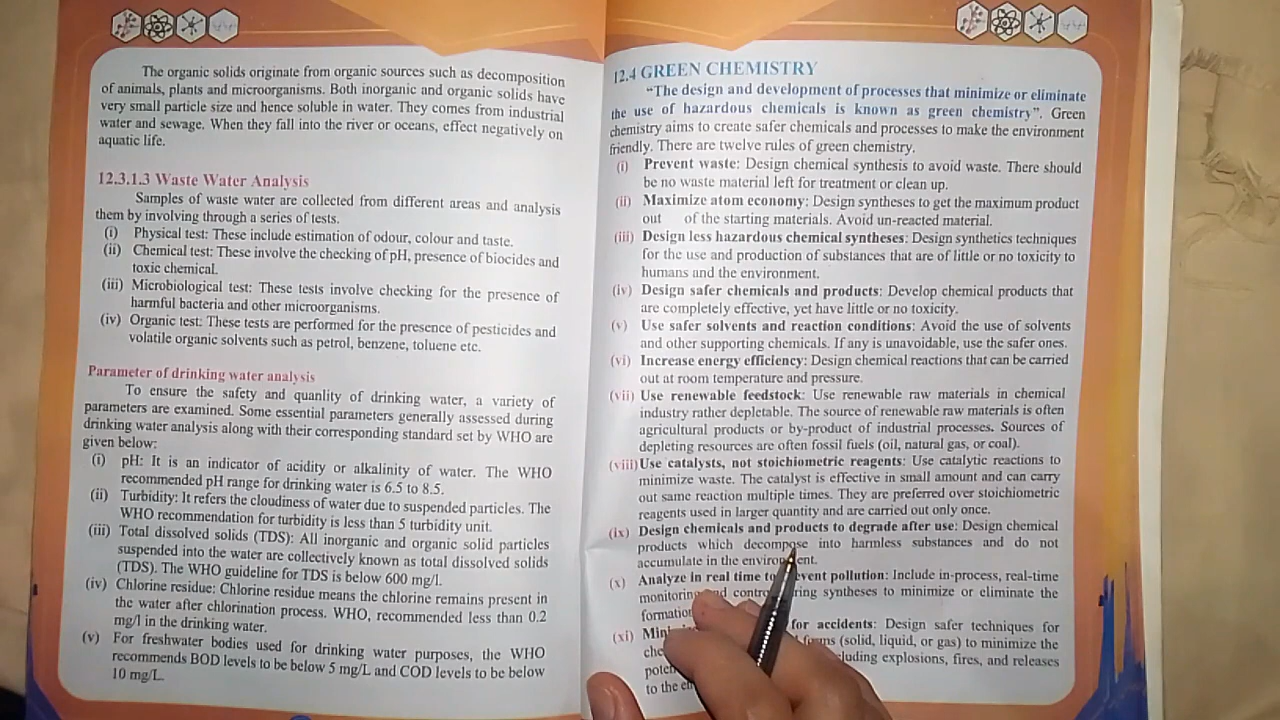 The organic solids originate from organic sources such as decomposition
of animals, plants and microorganisms. Both inorganic and organic solids have
very small particle size and hence soluble in water. They comes from industrial
water and sewage. When they fall into the river or oceans, effect negatively on
aquatic life.
12.3.1.3 Waste Water Analysis
Samples of waste water are collected from different areas and analysis
them by involving through a series of tests.
(i) Physical test: These include estimation of odour, colour and taste.
(ii) Chemical test: These involve the checking of pH, presence of biocides and
toxic chemical.
(iii) Microbiological test: These tests involve checking for the presence of
harmful bacteria and other microorganisms.
(iv) Organic test: These tests are performed for the presence of pesticides and
volatile organic solvents such as petrol, benzene, toluene etc.
Parameter of drinking water analysis
To ensure the safety and quanlity of drinking water, a variety of
parameters are examined. Some essential parameters generally assessed during
drinking water analysis along with their corresponding standard set by WHO are
given below:
(i) pH: It is an indicator of acidity or alkalinity of water. The WHO
recommended pH range for drinking water is 6.5 to 8.5.
(ii) Turbidity: It refers the cloudiness of water due to suspended particles. The
WHO recommendation for turbidity is less than 5 turbidity unit.
(iii) Total dissolved solids (TDS): All inorganic and organic solid particles
suspended into the water are collectively known as total dissolved solids
(TDS). The WHO guideline for TDS is below 600 mg/l.
(iv) Chlorine residue: Chlorine residue means the chlorine remains present in
the water after chlorination process. WHO, recommended less than 0.2
mg/l in the drinking water.
(v) For freshwater bodies used for drinking water purposes, the WHO
recommends BOD levels to be below 5 mg/L and COD levels to be below
10 mg/L.
12.4 GREEN CHEMISTRY
"The design and development of processes that minimize or eliminate
the use of hazardous chemicals is known as green chemistry". Green
chemistry aims to create safer chemicals and processes to make the environment
friendly. There are twelve rules of green chemistry.
(i) Prevent waste: Design chemical synthesis to avoid waste. There should
be no waste material left for treatment or clean up.
(ii) Maximize atom economy: Design syntheses to get the maximum product
out of the starting materials. Avoid un-reacted material.
(iii) Design less hazardous chemical syntheses: Design synthetics techniques
for the use and production of substances that are of little or no toxicity to
humans and the environment.
(iv) Design safer chemicals and products: Develop chemical products that
are completely effective, yet have little or no toxicity.
(v) Use safer solvents and reaction conditions: Avoid the use of solvents
and other supporting chemicals. If any is unavoidable, use the safer ones.
(vi) Increase energy efficiency: Design chemical reactions that can be carried
out at room temperature and pressure.
(vii) Use renewable feedstock: Use renewable raw materials in chemical
industry rather depletable. The source of renewable raw materials is often
agricultural products or by-product of industrial processes. Sources of
depleting resources are often fossil fuels (oil, natural gas, or coal).
(viii) Use catalysts, not stoichiometric reagents: Use catalytic reactions to
minimize waste. The catalyst is effective in small amount and can carry
out same reaction multiple times. They are preferred over stoichiometric
reagents used in larger quantity and are carried out only once.
(ix) Design chemicals and products to degrade after use: Design chemical
products which decompose into harmless substances and do not
accumulate in the environment.
(x) Analyze in real time to prevent pollution: Include in-process, real-time
monitoring and controlling syntheses to minimize or eliminate the
formation
(xi) for accidents: Design safer techniques for
forms (solid, liquid, or gas) to minimize the
explosions, fires, and releases
to the